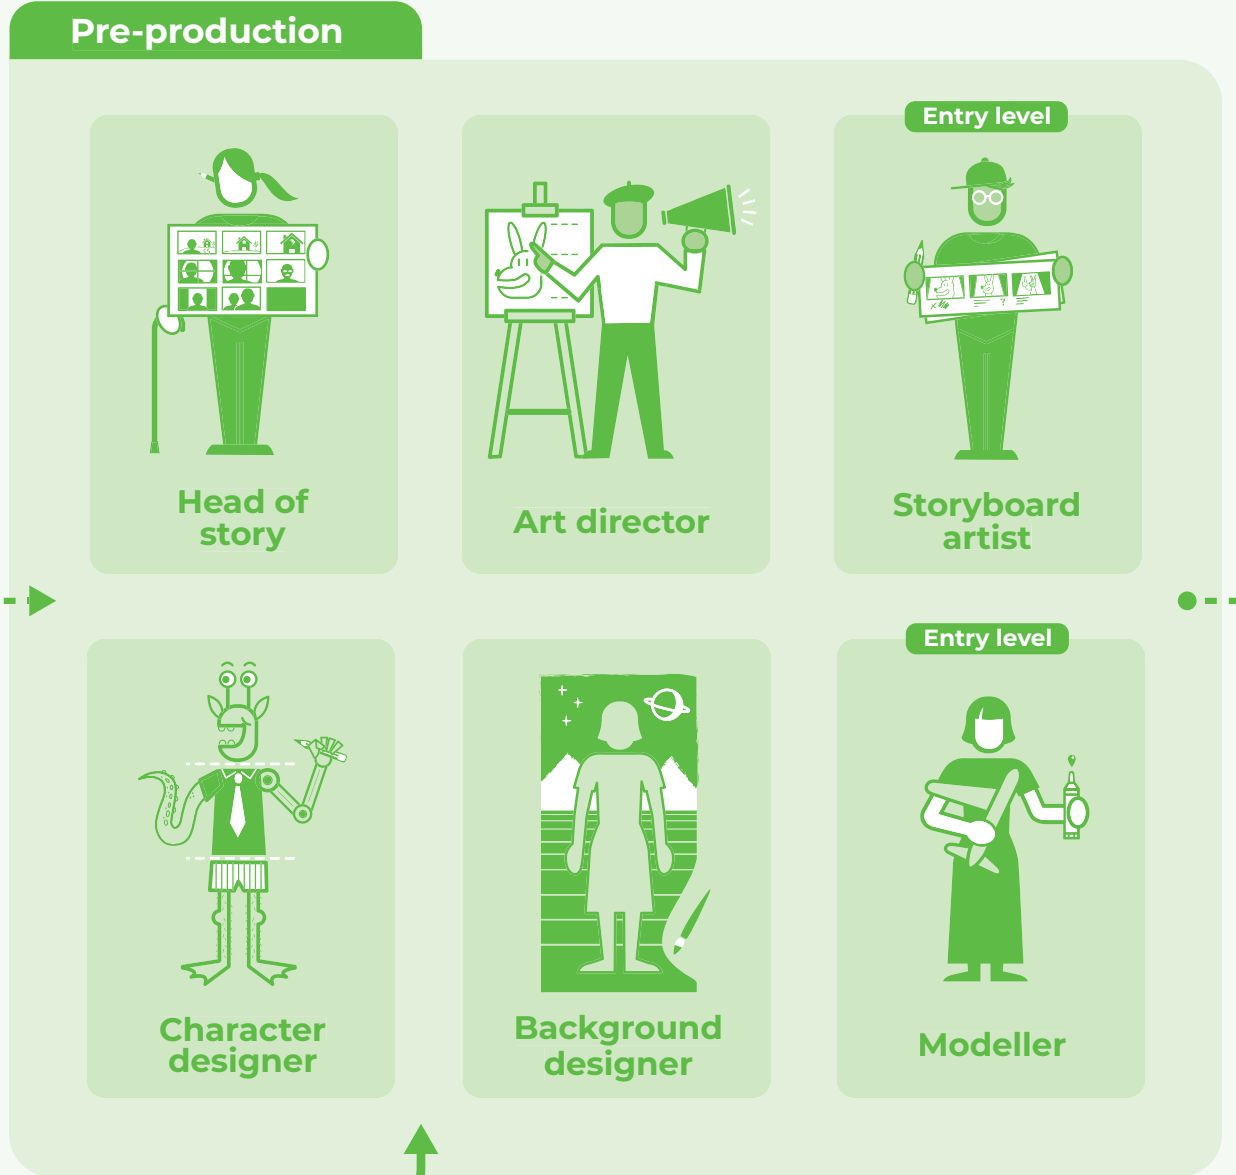 Pre-production
Entry level
Head of
story
Art director
Storyboard
artist
Entry level
Character
designer
Background
designer
Modeller